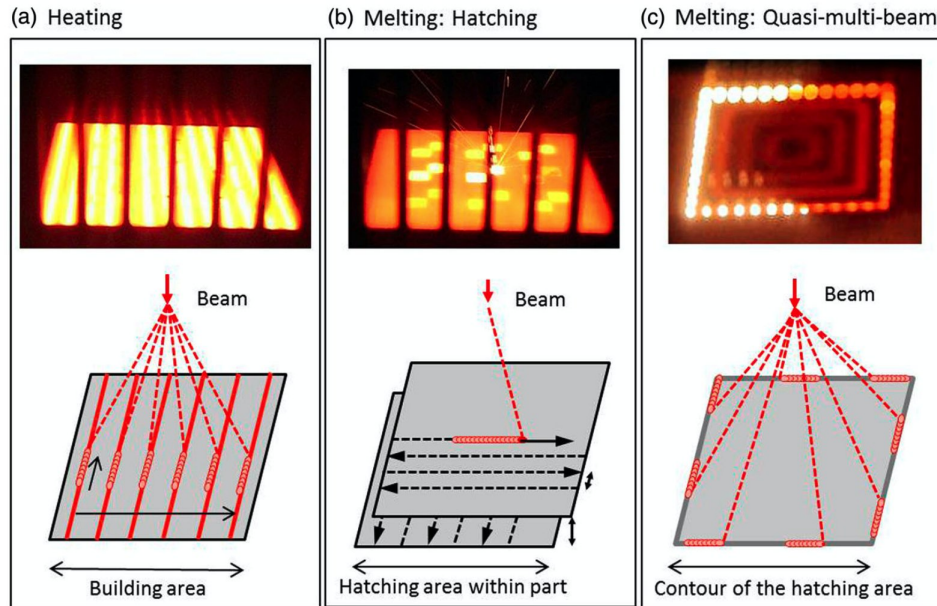 (a) Heating
(b) Melting: Hatching
(c) Melting: Quasi-multi-beam
Beam
Beam
Beam
Building area
Hatching area within part
Contour of the hatching area